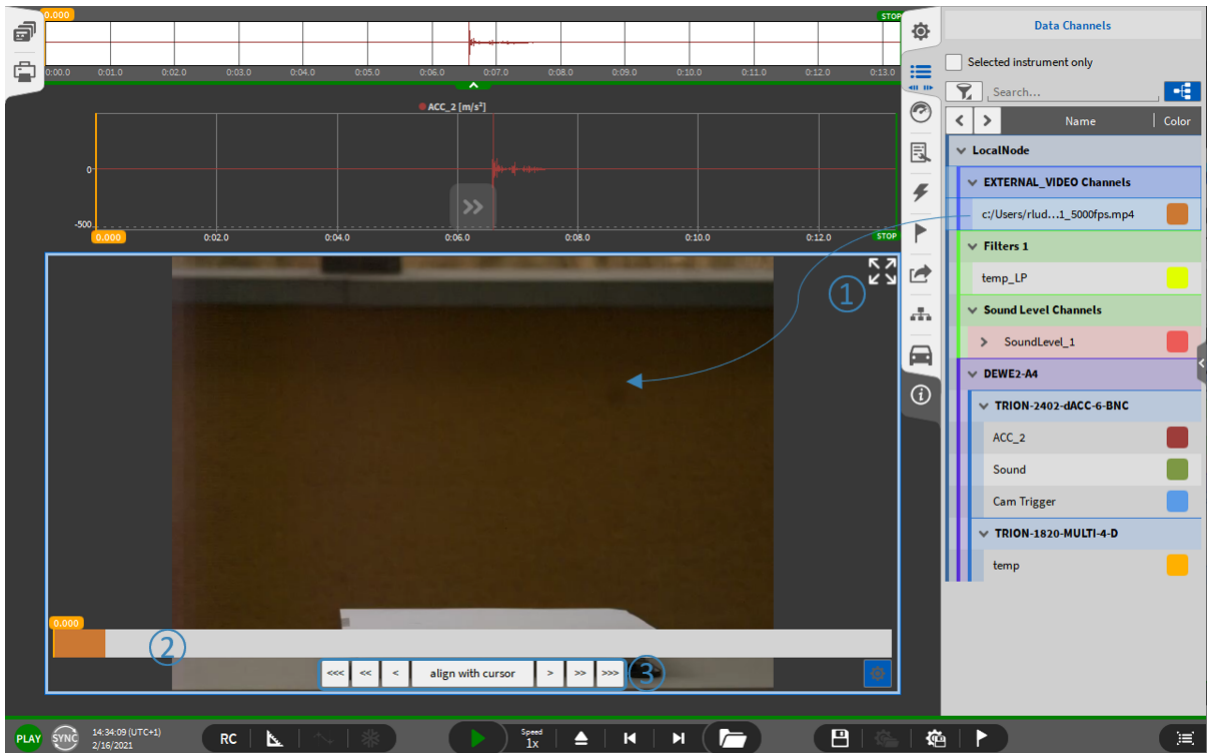 0.000
STOP
0:00.0 0:01.0 0:02.0 0:03.0 0:04.0 0:05.0 0:06.0 0:07.0 0:08.0 0:09.0 0:10.0 0:11.0 0:12.0 0:13.0
ACC_2 [m/s²]
0
-500
0.000 0:02.0 0:04.0 0:06.0 0:08.0 0:10.0 0:12.0 STOP
1
0.000
2
<<< << < align with cursor > >> >>> 3
Data Channels
Selected instrument only
Search...
< > Name Color
LocalNode
EXTERNAL_VIDEO Channels
c:/Users/rlud...1_5000fps.mp4
Filters 1
temp_LP
Sound Level Channels
SoundLevel_1
DEWE2-A4
TRION-2402-dACC-6-BNC
ACC_2
Sound
Cam Trigger
TRION-1820-MULTI-4-D
temp
PLAY SYNC 14:34:09 (UTC+1)
2/16/2021
RC
Speed
1x